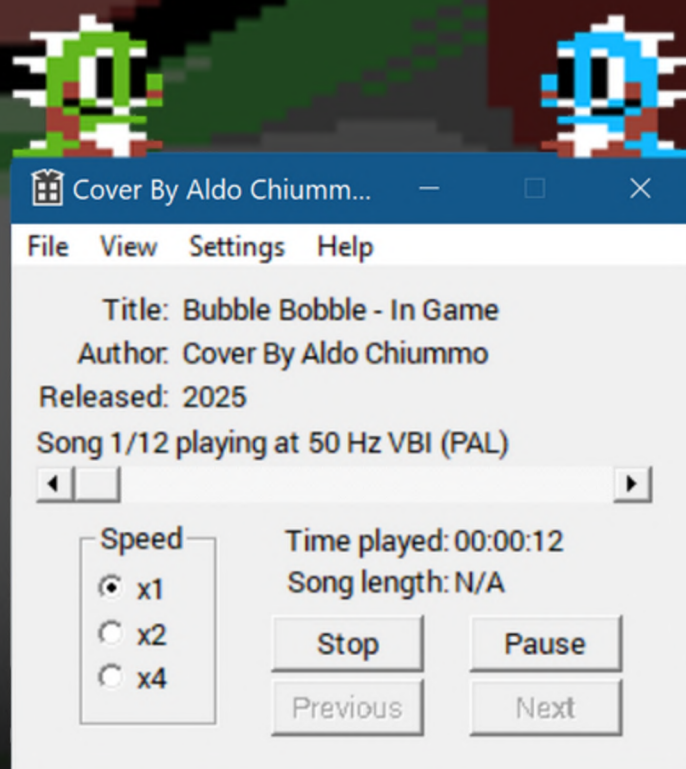 Cover By Aldo Chiumm...
File View Settings Help
Title: Bubble Bobble - In Game
Author: Cover By Aldo Chiummo
Released: 2025
Song 1/12 playing at 50 Hz VBI (PAL)
Speed
x1
x2
x4
Time played: 00:00:12
Song length: N/A
Stop Pause
Previous Next